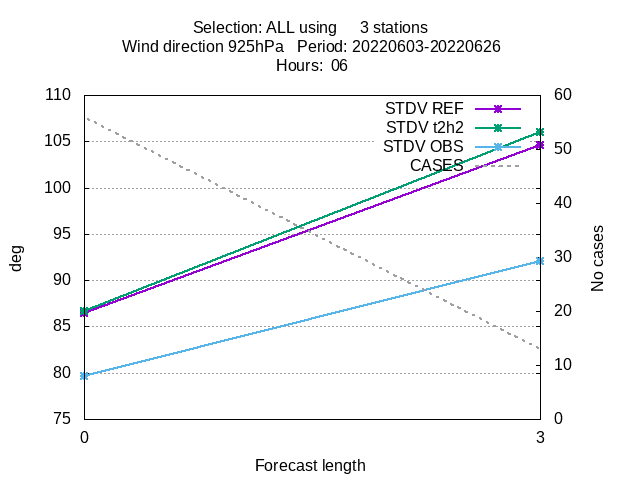 Selection: ALL using 3 stations
Wind direction 925hPa Period: 20220603-20220626
Hours: 06
110
105
100
95
90
85
80
75
deg
STDV REF
STDV t2h2
STDV OBS
CASES
60
50
40
30
20
10
0
No cases
0
3
Forecast length